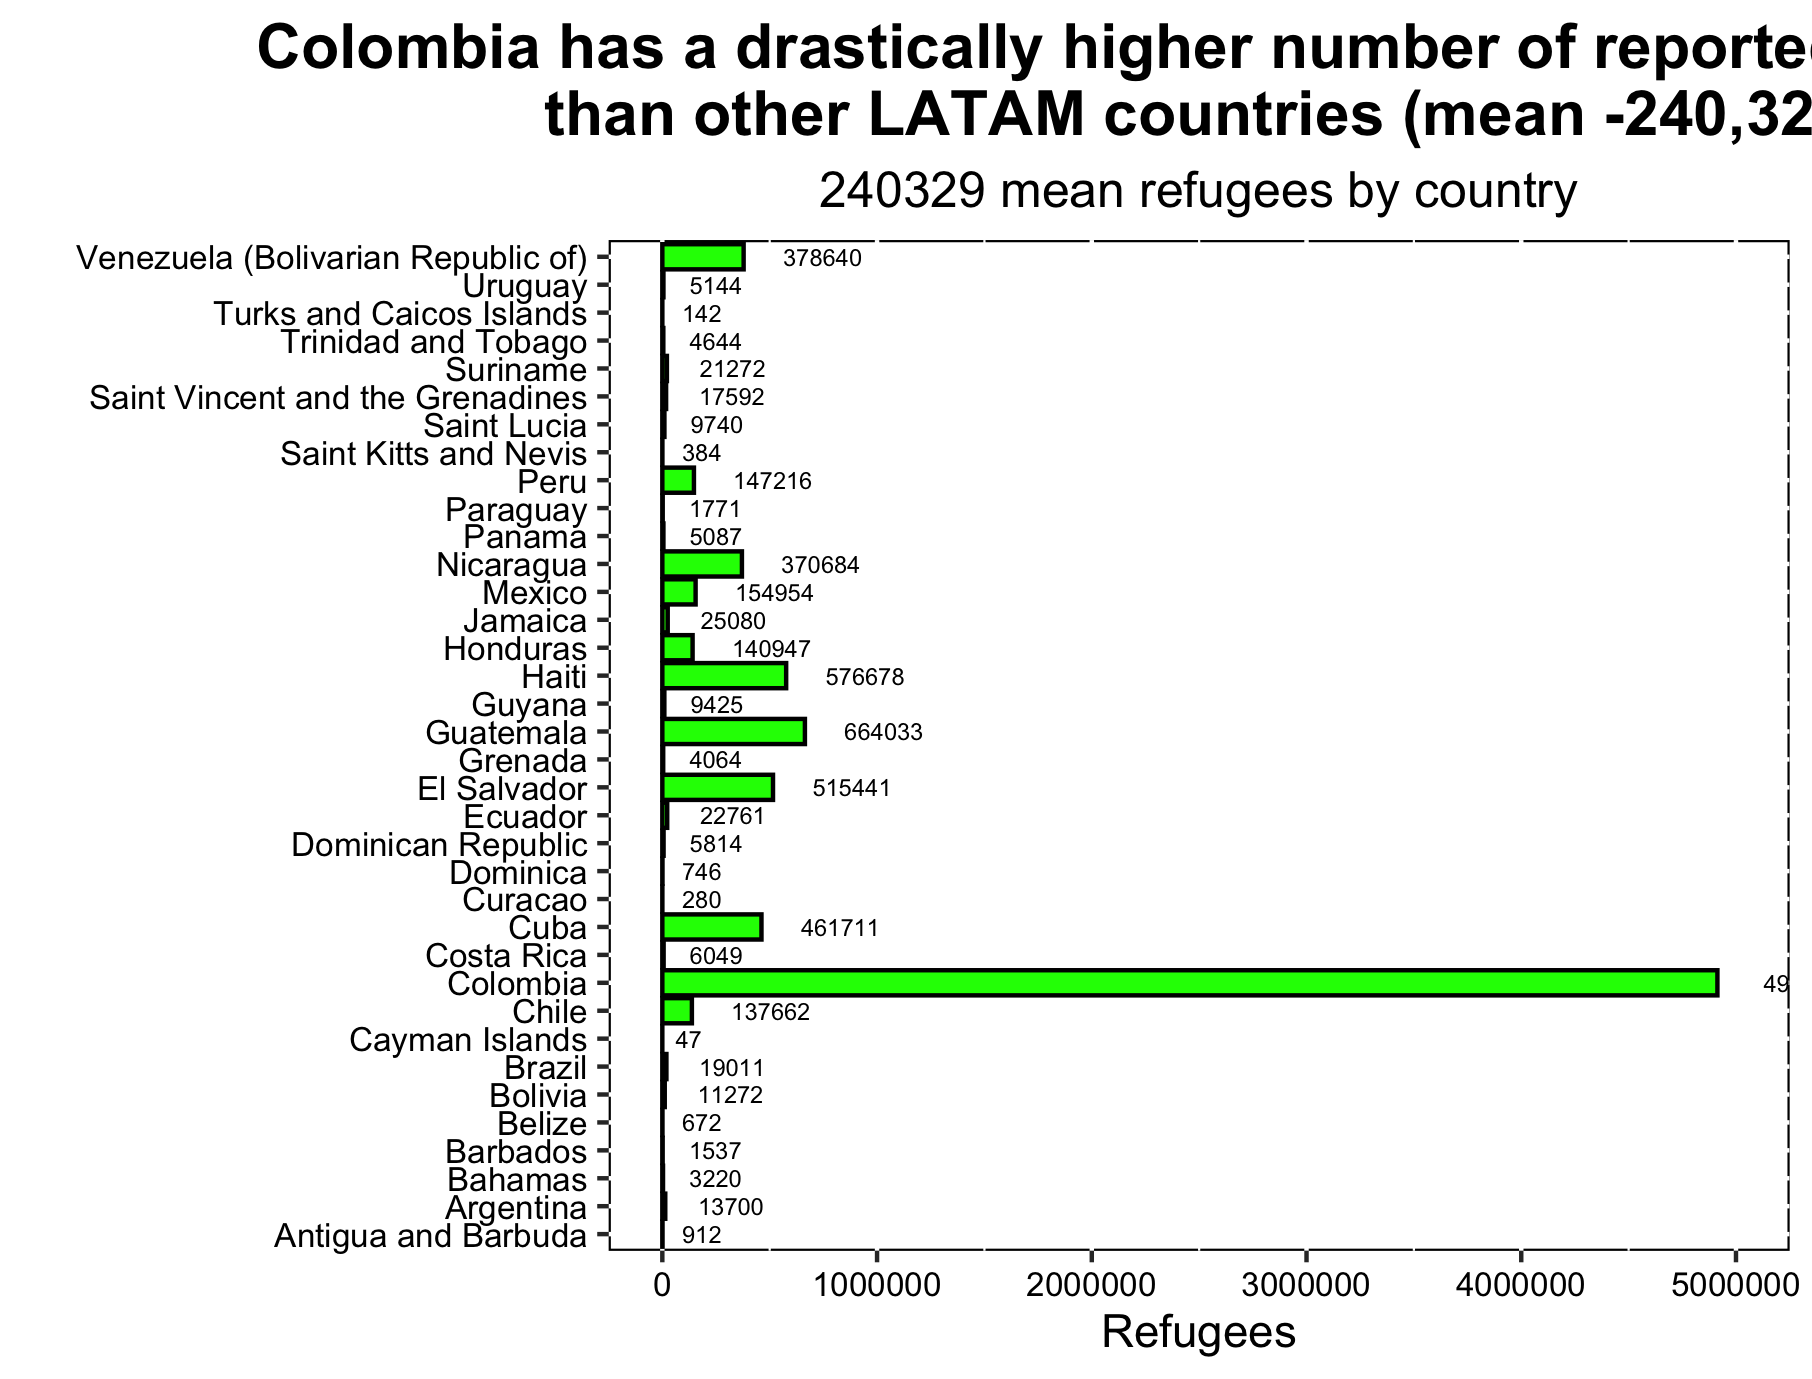 Colombia has a drastically higher number of reporte
than other LATAM countries (mean -240,32
240329 mean refugees by country
Venezuela (Bolivarian Republic of) 378640
Uruguay 5144
Turks and Caicos Islands 142
Trinidad and Tobago 4644
Suriname 21272
Saint Vincent and the Grenadines 17592
Saint Lucia 9740
Saint Kitts and Nevis 384
Peru 147216
Paraguay 1771
Panama 5087
Nicaragua 370684
Mexico 154954
Jamaica 25080
Honduras 140947
Haiti 576678
Guyana 9425
Guatemala 664033
Grenada 4064
El Salvador 515441
Ecuador 22761
Dominican Republic 5814
Dominica 746
Curacao 280
Cuba 461711
Costa Rica 6049
Colombia 49
Chile 137662
Cayman Islands 47
Brazil 19011
Bolivia 11272
Belize 672
Barbados 1537
Bahamas 3220
Argentina 13700
Antigua and Barbuda 912
0 1000000 2000000 3000000 4000000 5000000
Refugees